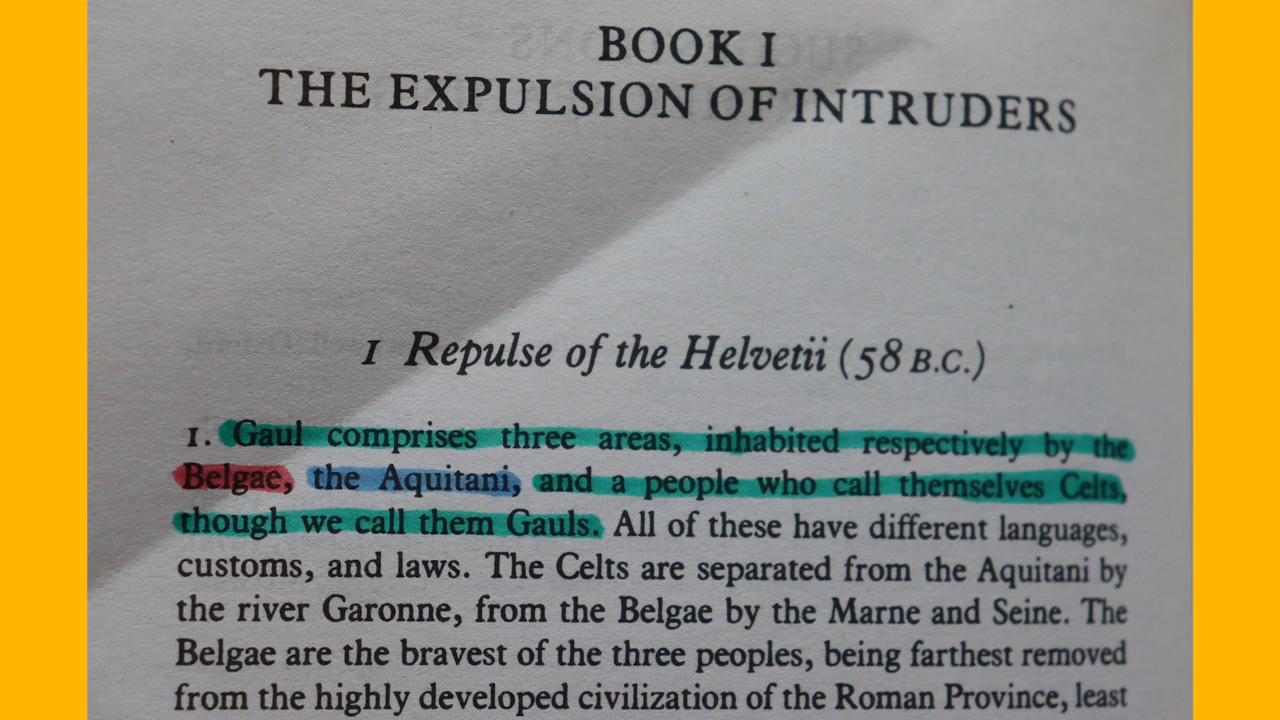 BOOK I
THE EXPULSION OF INTRUDERS
1 Repulse of the Helvetii (58 B.C.)
1. Gaul comprises three areas, inhabited respectively by the
Belgae, the Aquitani, and a people who call themselves Celts,
though we call them Gauls. All of these have different languages,
customs, and laws. The Celts are separated from the Aquitani by
the river Garonne, from the Belgae by the Marne and Seine. The
Belgae are the bravest of the three peoples, being farthest removed
from the highly developed civilization of the Roman Province, least